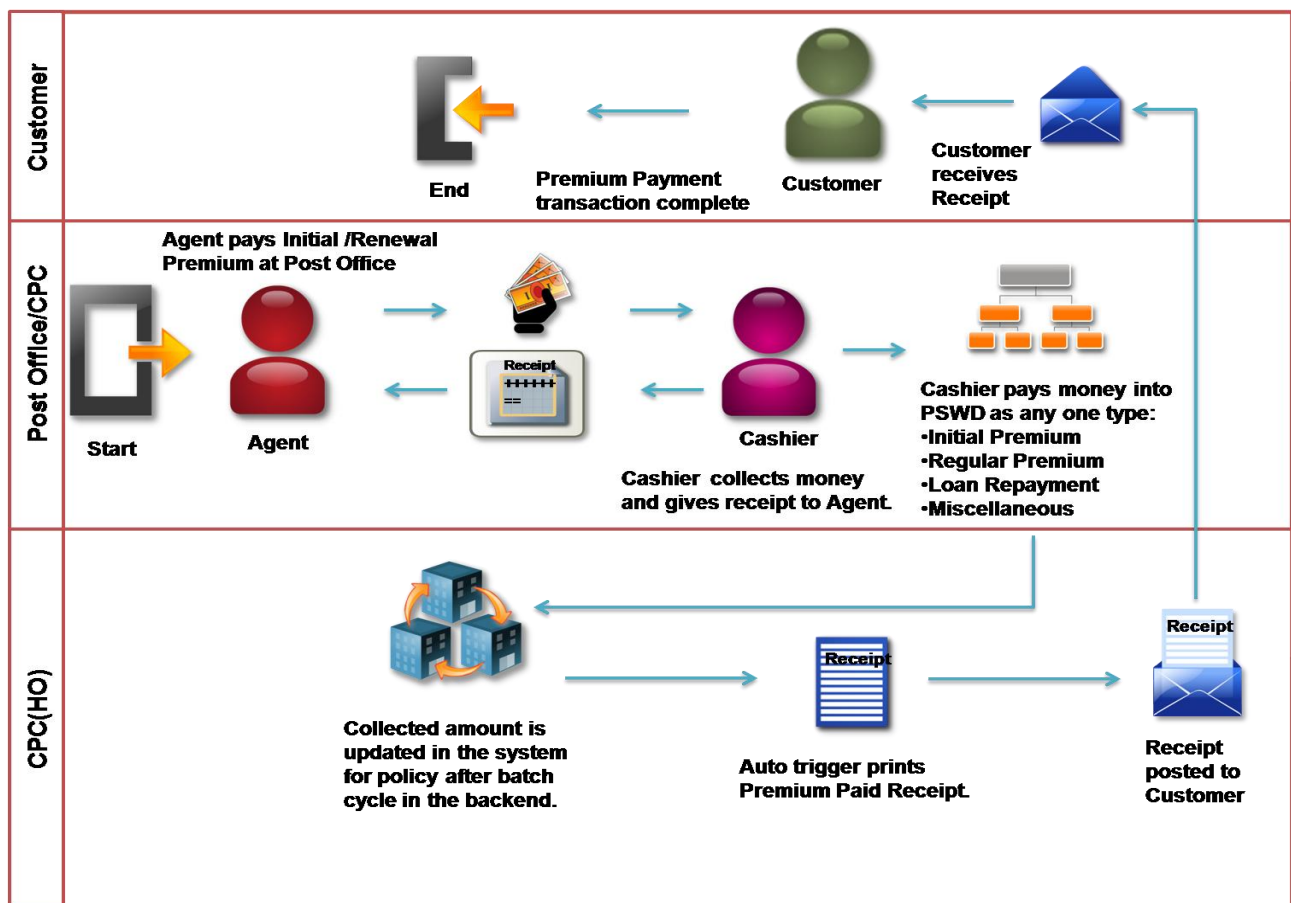 Customer
End
Premium Payment
transaction complete
Customer
Customer
receives
Receipt
Post Office/CPC
Agent pays Initial /Renewal
Premium at Post Office
Start
Agent
Receipt
Cashier
Cashier collects money
and gives receipt to Agent.
Cashier pays money into
PSWD as any one type:
•Initial Premium
•Regular Premium
•Loan Repayment
•Miscellaneous
CPC(HO)
Collected amount is
updated in the system
for policy after batch
cycle in the backend.
Receipt
Auto trigger prints
Premium Paid Receipt.
Receipt
Receipt
posted to
Customer